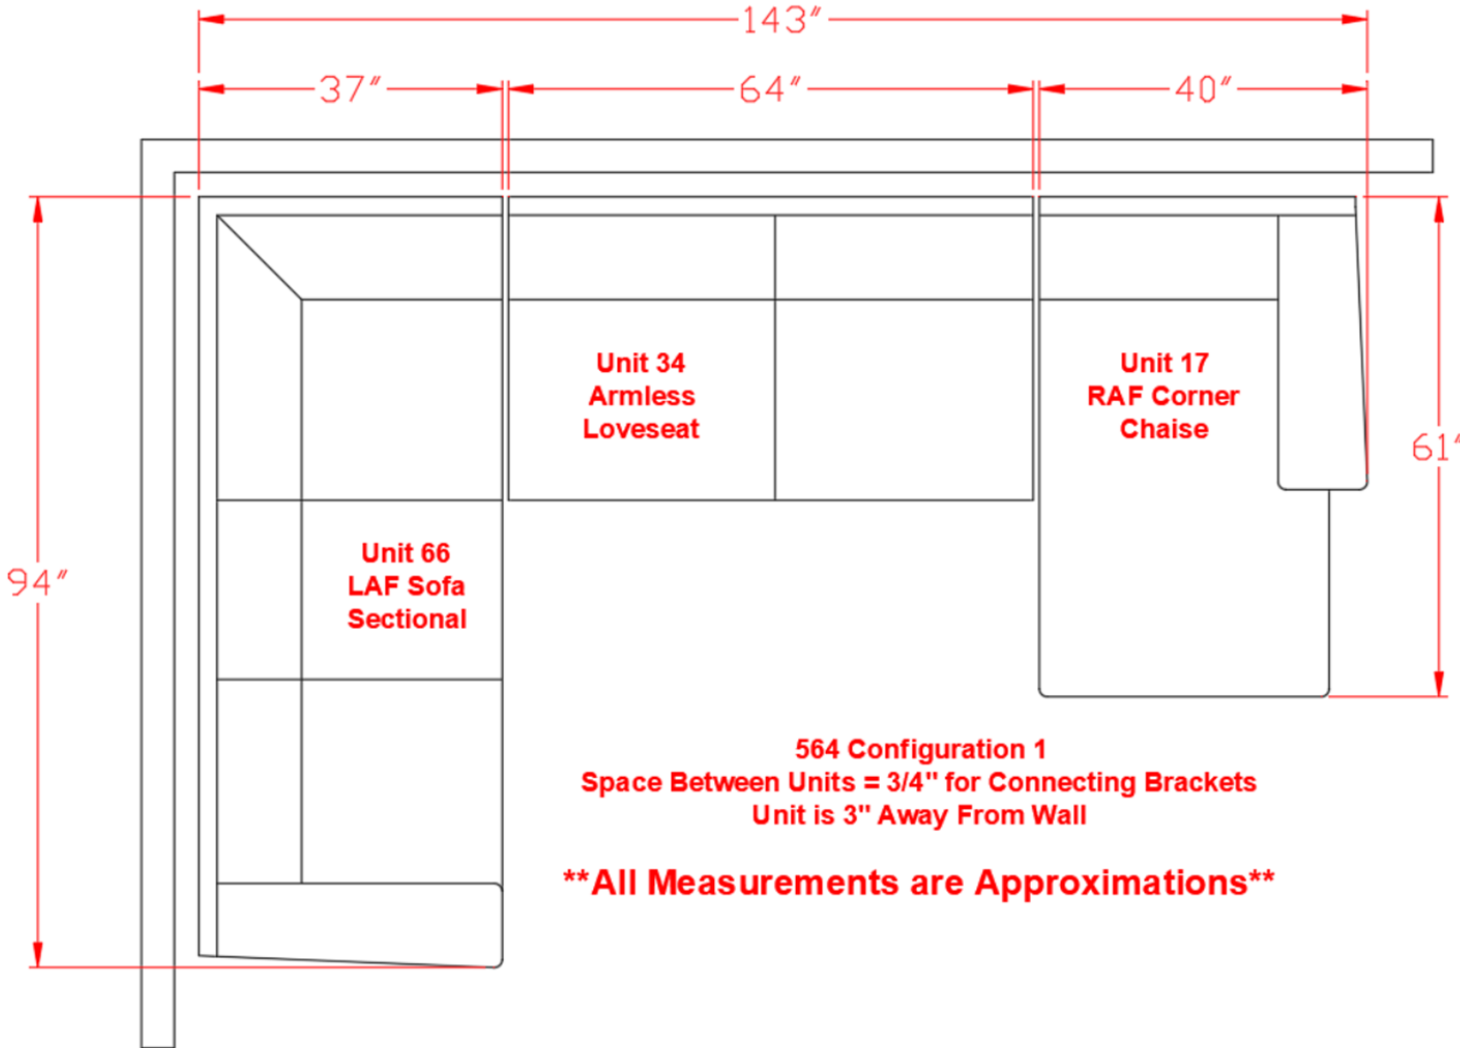 143"
37"
64"
40"
Unit 34
Armless
Loveseat
Unit 17
RAF Corner
Chaise
61"
Unit 66
LAF Sofa
Sectional
94"
564 Configuration 1
Space Between Units = 3/4" for Connecting Brackets
Unit is 3" Away From Wall
**All Measurements are Approximations**